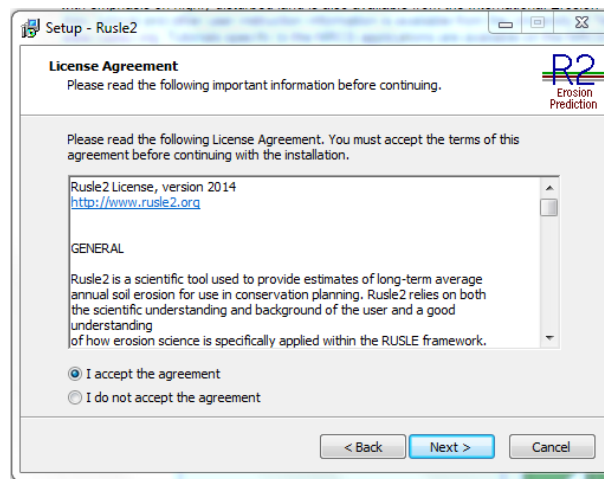 Setup - Rusle2
License Agreement
Please read the following important information before continuing.
R2
Erosion
Prediction
Please read the following License Agreement. You must accept the terms of this
agreement before continuing with the installation.
Rusle2 License, version 2014
http://www.rusle2.org
GENERAL
Rusle2 is a scientific tool used to provide estimates of long-term average
annual soil erosion for use in conservation planning. Rusle2 relies on both
the scientific understanding and background of the user and a good
understanding
of how erosion science is specifically applied within the RUSLE framework.
I accept the agreement
I do not accept the agreement
< Back
Next >
Cancel